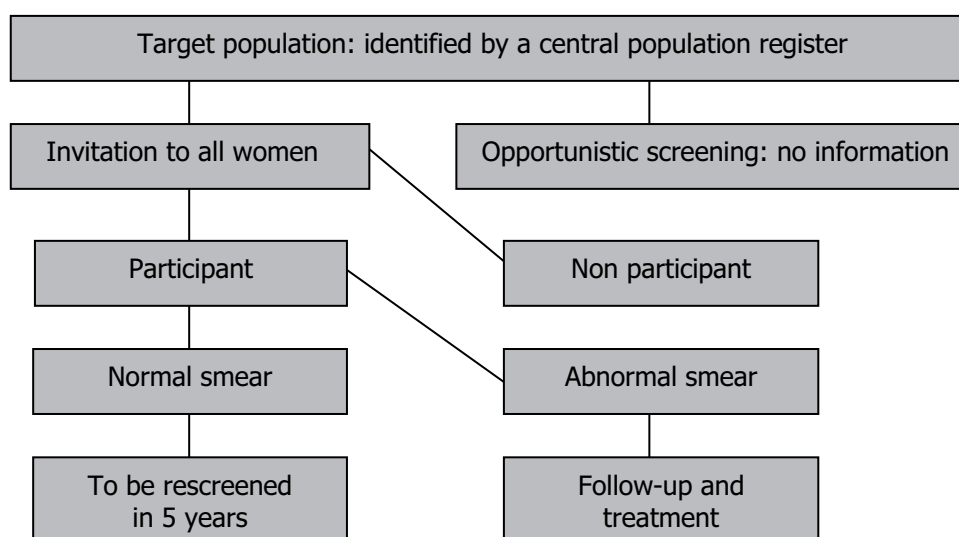 Target population: identified by a central population register
Invitation to all women
Opportunistic screening: no information
Participant
Non participant
Normal smear
Abnormal smear
To be rescreened
in 5 years
Follow-up and
treatment